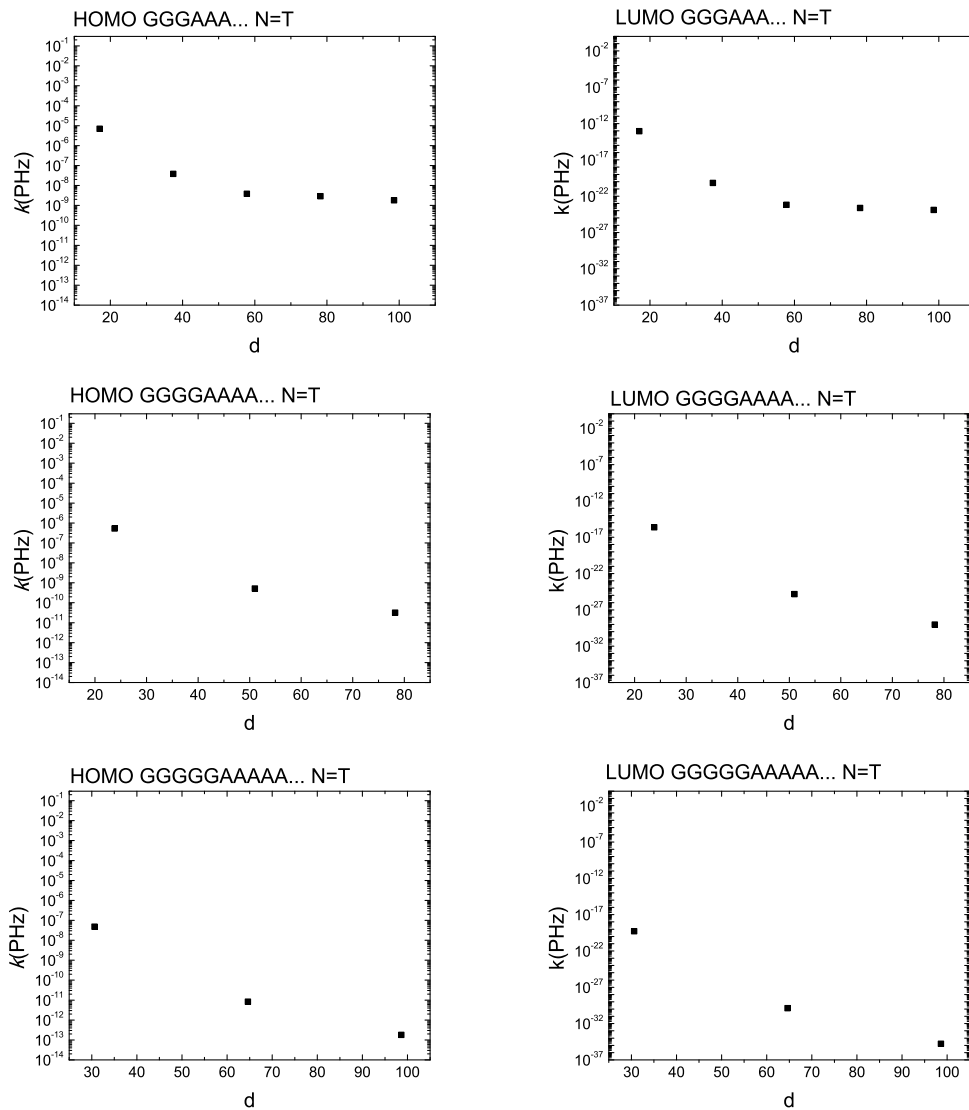 HOMO GGGAAA... N=T
10^-1
10^-2
10^-3
10^-4
10^-5
10^-6
10^-7
10^-8
10^-9
10^-10
10^-11
10^-12
10^-13
10^-14
k(PHz)
20 40 60 80 100
d
LUMO GGGAAA... N=T
10^-2
10^-7
10^-12
10^-17
10^-22
10^-27
10^-32
10^-37
k(PHz)
20 40 60 80 100
d
HOMO GGGGAAAA... N=T
10^-1
10^-2
10^-3
10^-4
10^-5
10^-6
10^-7
10^-8
10^-9
10^-10
10^-11
10^-12
10^-13
10^-14
k(PHz)
20 30 40 50 60 70 80
d
LUMO GGGGAAAA... N=T
10^-2
10^-7
10^-12
10^-17
10^-22
10^-27
10^-32
10^-37
k(PHz)
20 30 40 50 60 70 80
d
HOMO GGGGGAAAAA... N=T
10^-1
10^-2
10^-3
10^-4
10^-5
10^-6
10^-7
10^-8
10^-9
10^-10
10^-11
10^-12
10^-13
10^-14
k(PHz)
30 40 50 60 70 80 90 100
d
LUMO GGGGGAAAAA... N=T
10^-2
10^-7
10^-12
10^-17
10^-22
10^-27
10^-32
10^-37
k(PHz)
30 40 50 60 70 80 90 100
d